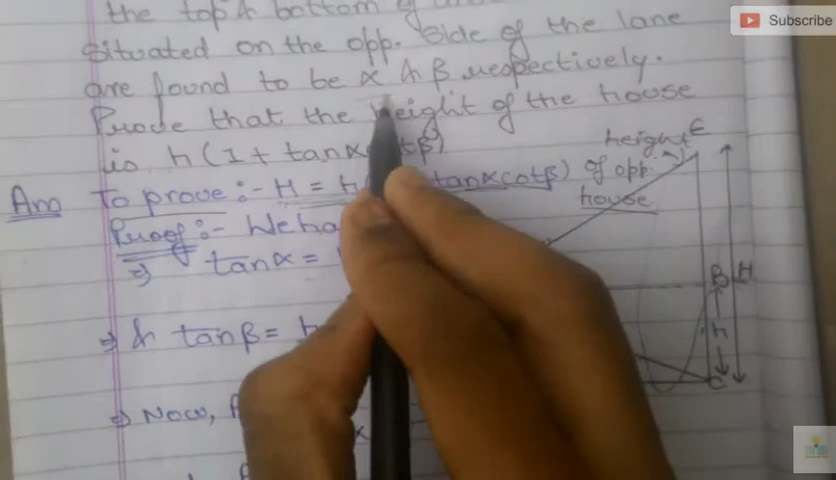 the top & bottom of
situated on the opp. side of the lane
are found to be α & β respectively.
Prove that the height of the house
is h(1 + tanα
Ans To prove :- H = h tanαcotβ)
height of opp. house
Proof :- We ha
⇒ tanα =
⇒ & tanβ = h
⇒ Now,
E
B
H
h
C
Subscribe